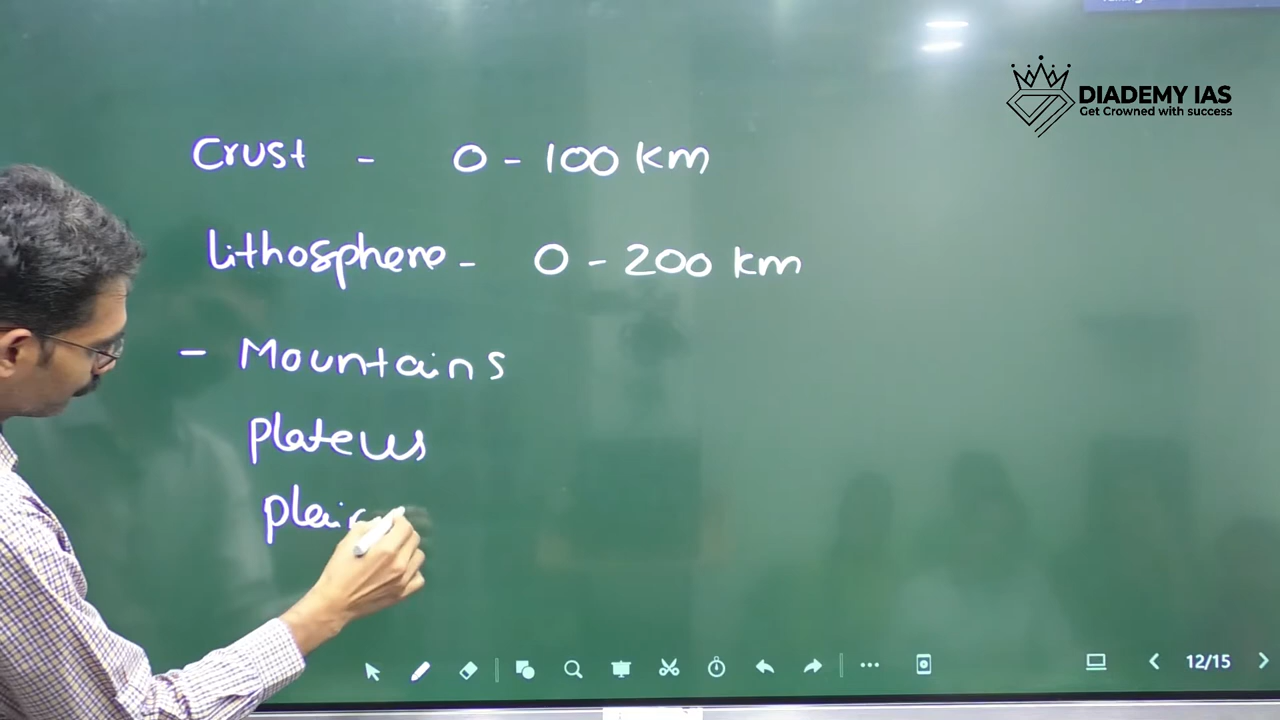 DIADEMY IAS
Get Crowned with success
Crust - 0 - 100 km
Lithosphere - 0 - 200 km
- Mountains
plateus
12/15